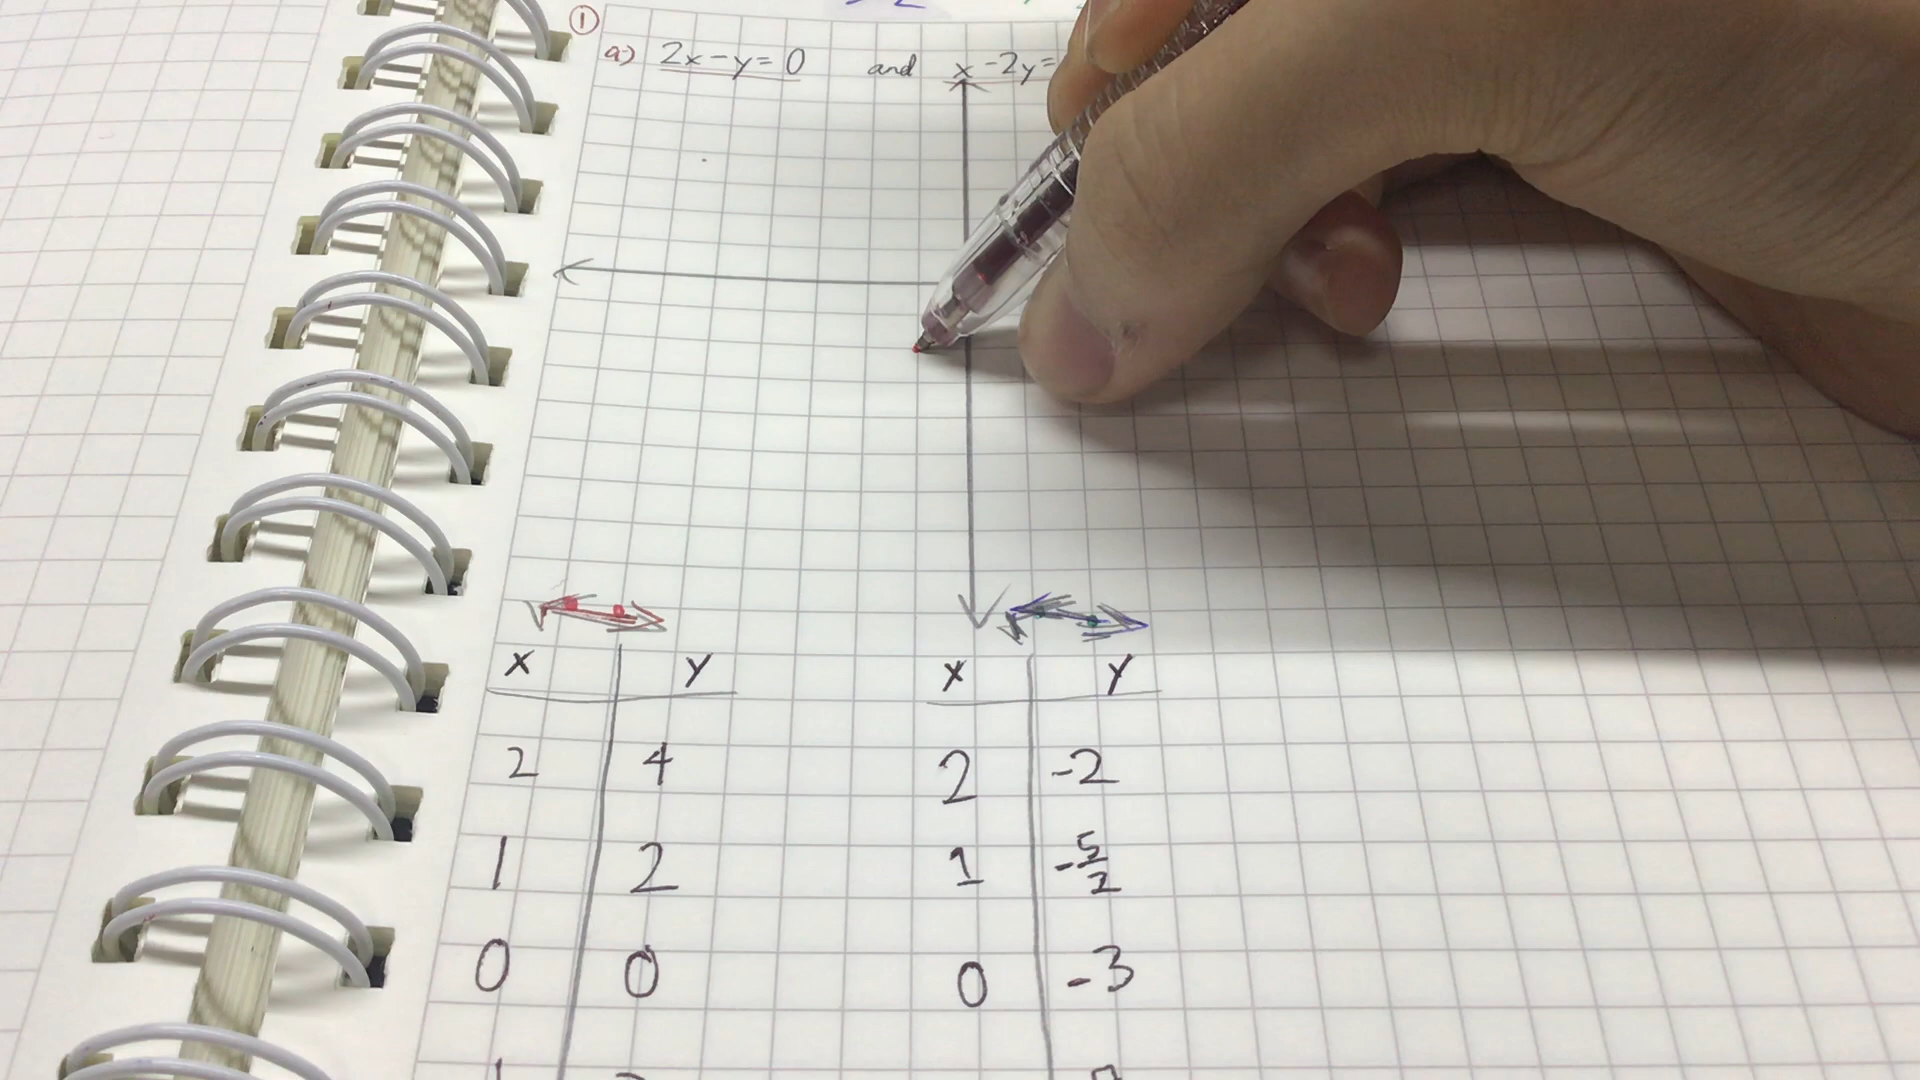 ① a) 2x-y=0 and x-2y=
x y x y
2 4 2 -2
1 2 1 -5/2
0 0 0 -3